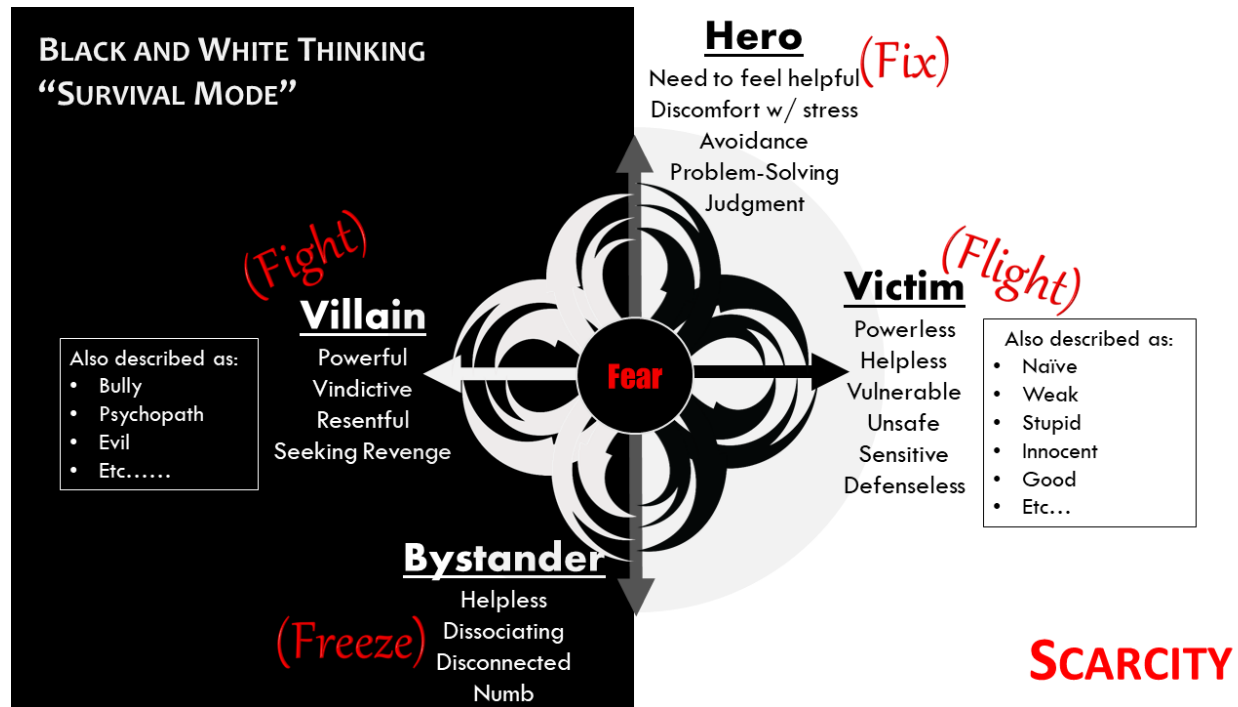 BLACK AND WHITE THINKING
“SURVIVAL MODE”
Hero
(Fix)
Need to feel helpful
Discomfort w/ stress
Avoidance
Problem-Solving
Judgment
(Fight)
Villain
Powerful
Vindictive
Resentful
Seeking Revenge
Also described as:
• Bully
• Psychopath
• Evil
• Etc......
Fear
(Flight)
Victim
Powerless
Helpless
Vulnerable
Unsafe
Sensitive
Defenseless
Also described as:
• Naïve
• Weak
• Stupid
• Innocent
• Good
• Etc...
Bystander
(Freeze)
Helpless
Dissociating
Disconnected
Numb
SCARCITY